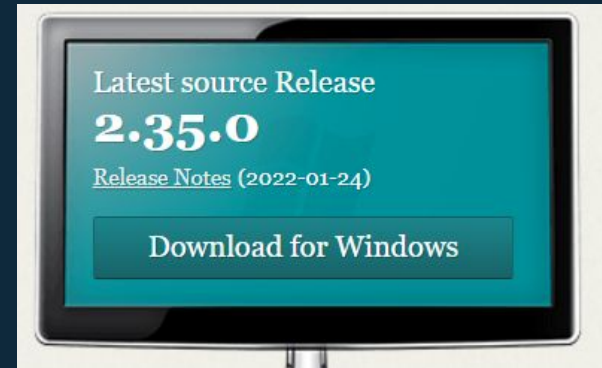 Latest source Release
2.35.0
Release Notes (2022-01-24)
Download for Windows